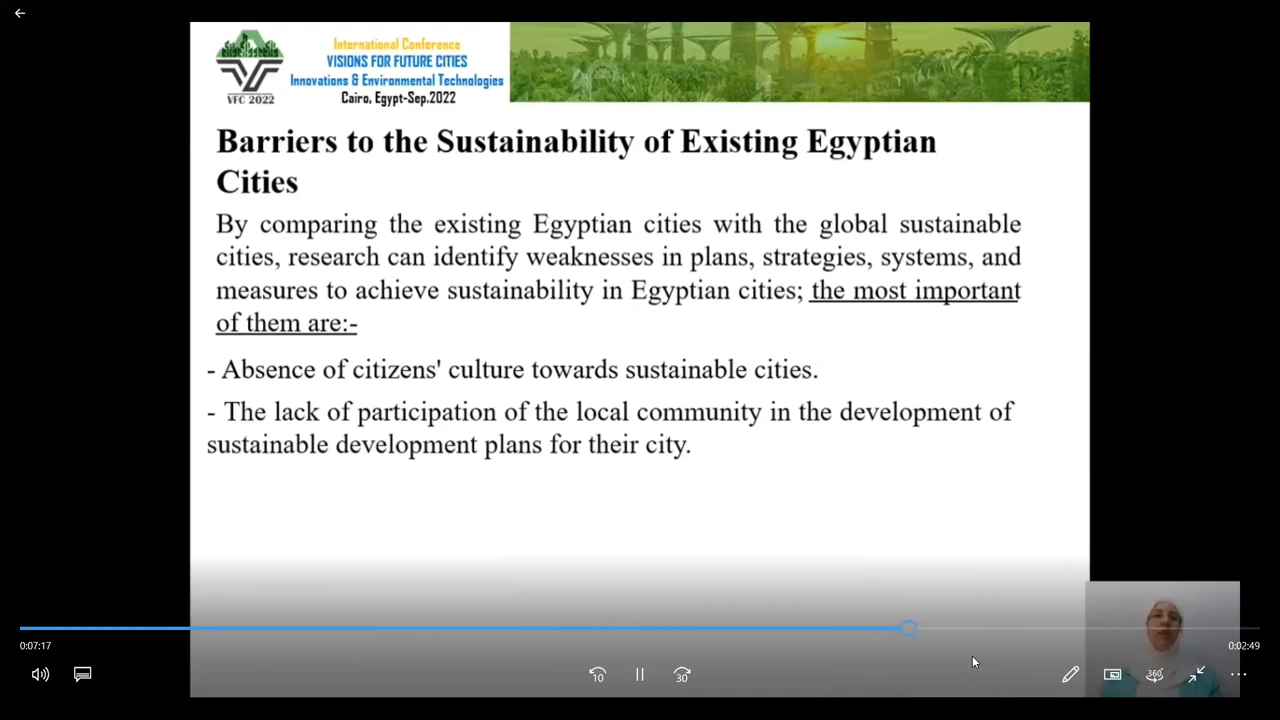 International Conference
VISIONS FOR FUTURE CITIES
Innovations & Environmental Technologies
Cairo, Egypt-Sep.2022
VFC 2022
Barriers to the Sustainability of Existing Egyptian
Cities
By comparing the existing Egyptian cities with the global sustainable
cities, research can identify weaknesses in plans, strategies, systems, and
measures to achieve sustainability in Egyptian cities; the most important
of them are:-
- Absence of citizens' culture towards sustainable cities.
- The lack of participation of the local community in the development of
sustainable development plans for their city.
0:07:17
0:02:49
10
30
360